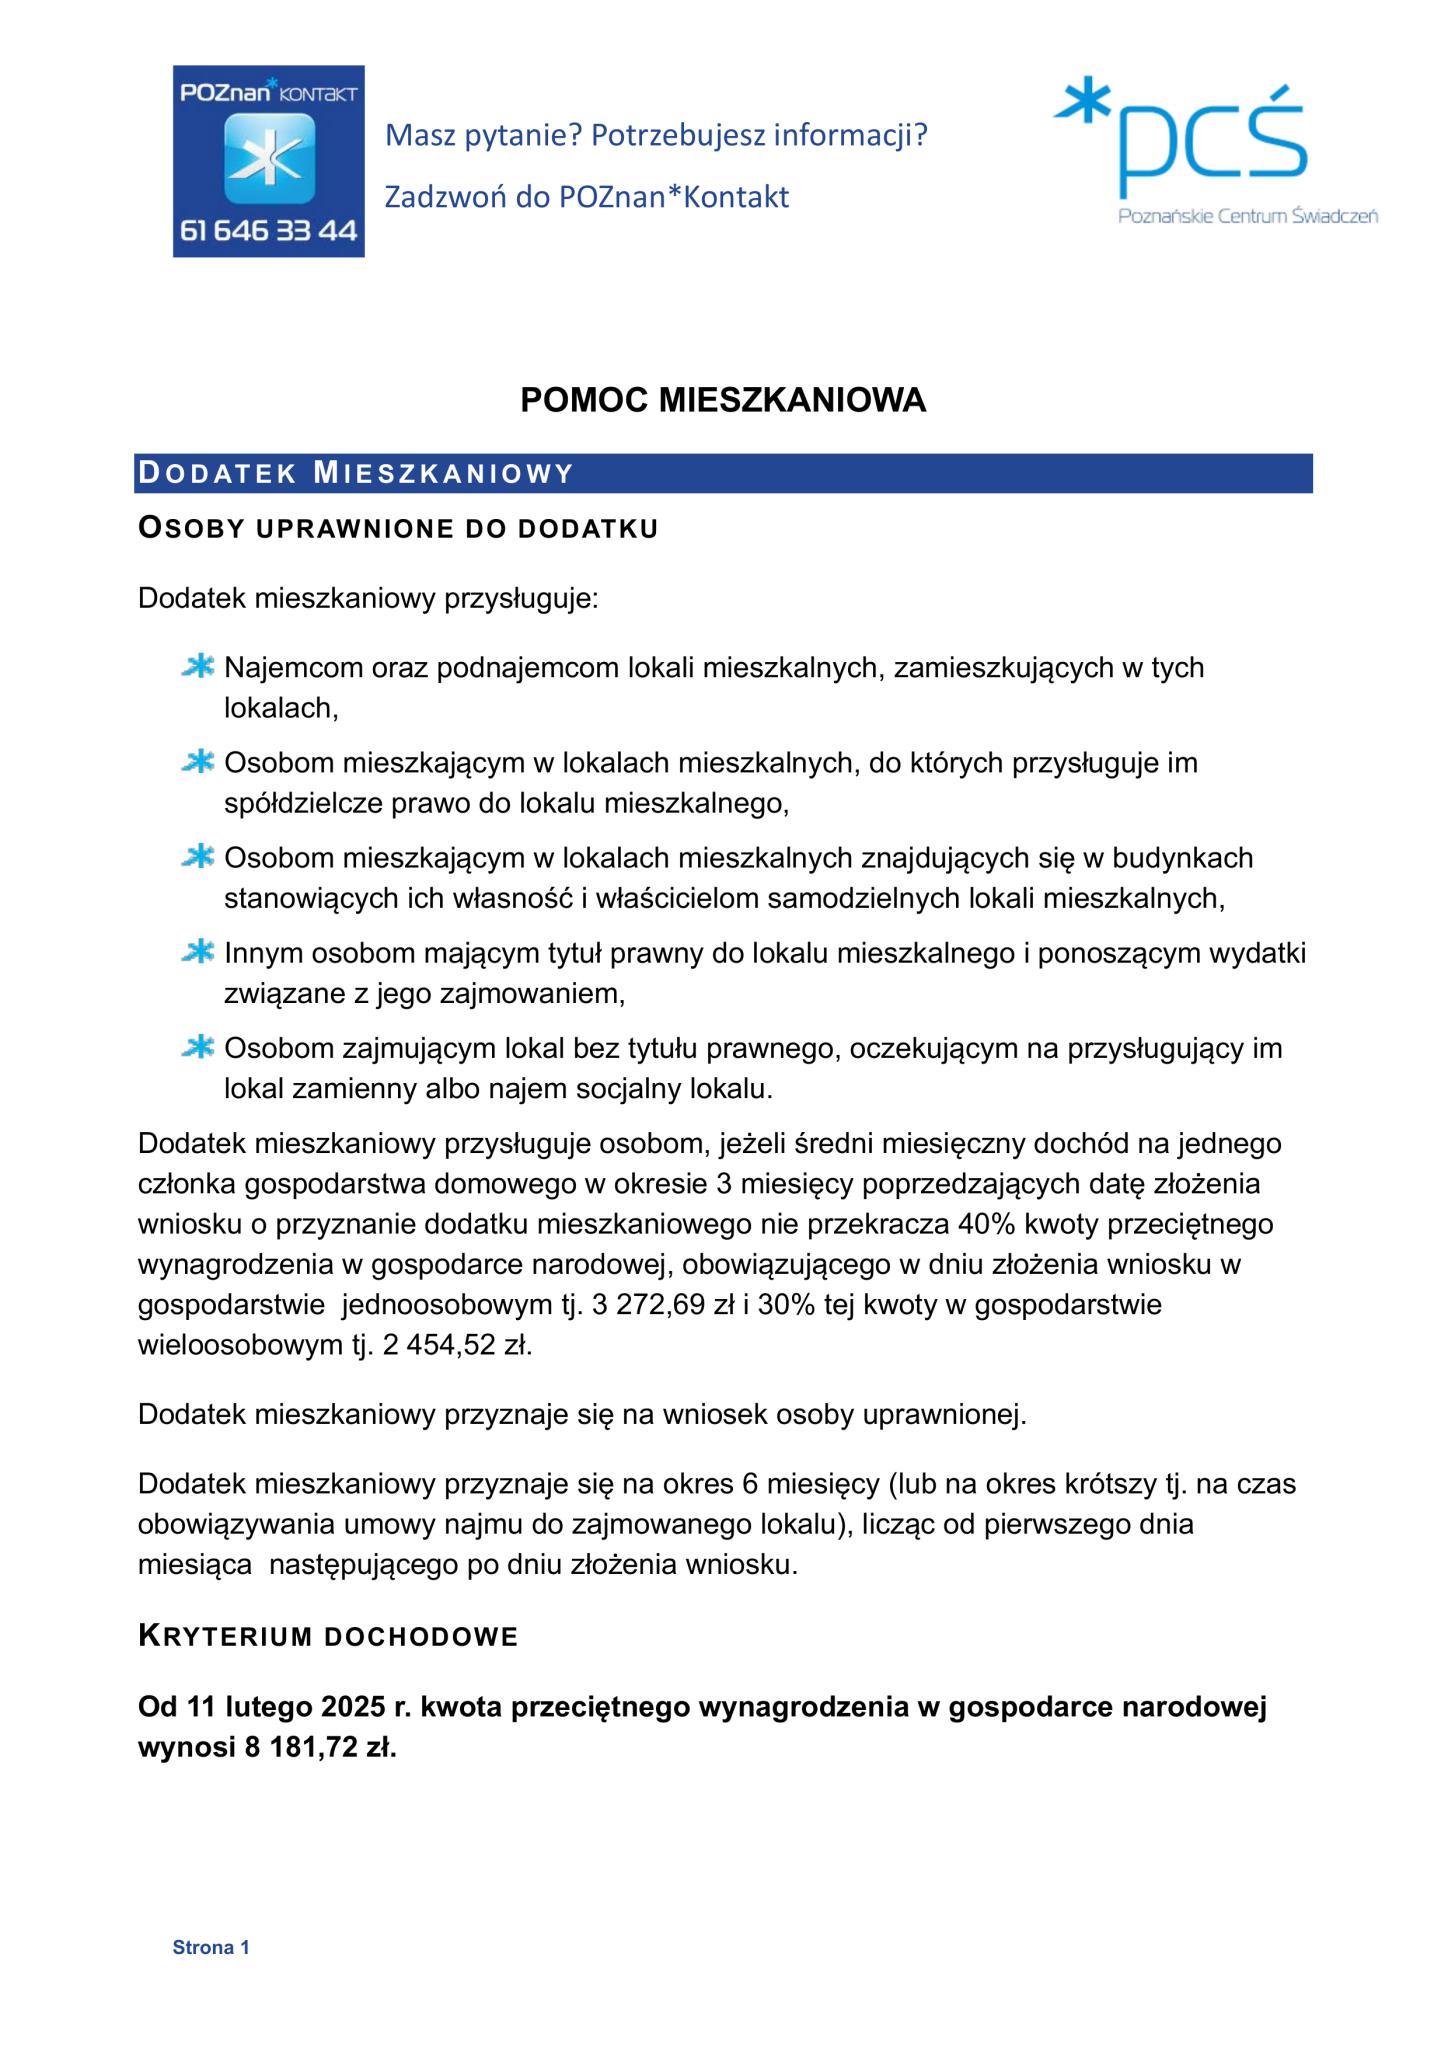 POZnan* KONTAKT
61 646 33 44
Masz pytanie? Potrzebujesz informacji?
Zadzwoń do POZnan*Kontakt
*pcś
Poznańskie Centrum Świadczeń
POMOC MIESZKANIOWA
DODATEK MIESZKANIOWY
OSOBY UPRAWNIONE DO DODATKU
Dodatek mieszkaniowy przysługuje:
Najemcom oraz podnajemcom lokali mieszkalnych, zamieszkujących w tych
lokalach,
Osobom mieszkającym w lokalach mieszkalnych, do których przysługuje im
spółdzielcze prawo do lokalu mieszkalnego,
Osobom mieszkającym w lokalach mieszkalnych znajdujących się w budynkach
stanowiących ich własność i właścicielom samodzielnych lokali mieszkalnych,
Innym osobom mającym tytuł prawny do lokalu mieszkalnego i ponoszącym wydatki
związane z jego zajmowaniem,
Osobom zajmującym lokal bez tytułu prawnego, oczekującym na przysługujący im
lokal zamienny albo najem socjalny lokalu.
Dodatek mieszkaniowy przysługuje osobom, jeżeli średni miesięczny dochód na jednego
członka gospodarstwa domowego w okresie 3 miesięcy poprzedzających datę złożenia
wniosku o przyznanie dodatku mieszkaniowego nie przekracza 40% kwoty przeciętnego
wynagrodzenia w gospodarce narodowej, obowiązującego w dniu złożenia wniosku w
gospodarstwie jednoosobowym tj. 3 272,69 zł i 30% tej kwoty w gospodarstwie
wieloosobowym tj. 2 454,52 zł.
Dodatek mieszkaniowy przyznaje się na wniosek osoby uprawnionej.
Dodatek mieszkaniowy przyznaje się na okres 6 miesięcy (lub na okres krótszy tj. na czas
obowiązywania umowy najmu do zajmowanego lokalu), licząc od pierwszego dnia
miesiąca następującego po dniu złożenia wniosku.
KRYTERIUM DOCHODOWE
Od 11 lutego 2025 r. kwota przeciętnego wynagrodzenia w gospodarce narodowej
wynosi 8 181,72 zł.
Strona 1